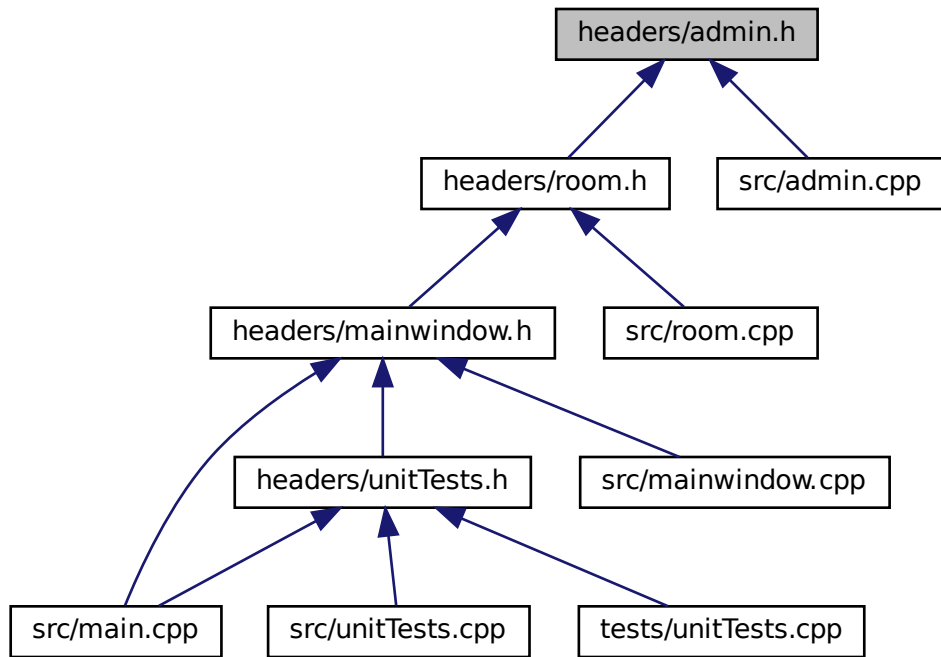 headers/admin.h
headers/room.h
src/admin.cpp
headers/mainwindow.h
src/room.cpp
headers/unitTests.h
src/mainwindow.cpp
src/main.cpp
src/unitTests.cpp
tests/unitTests.cpp